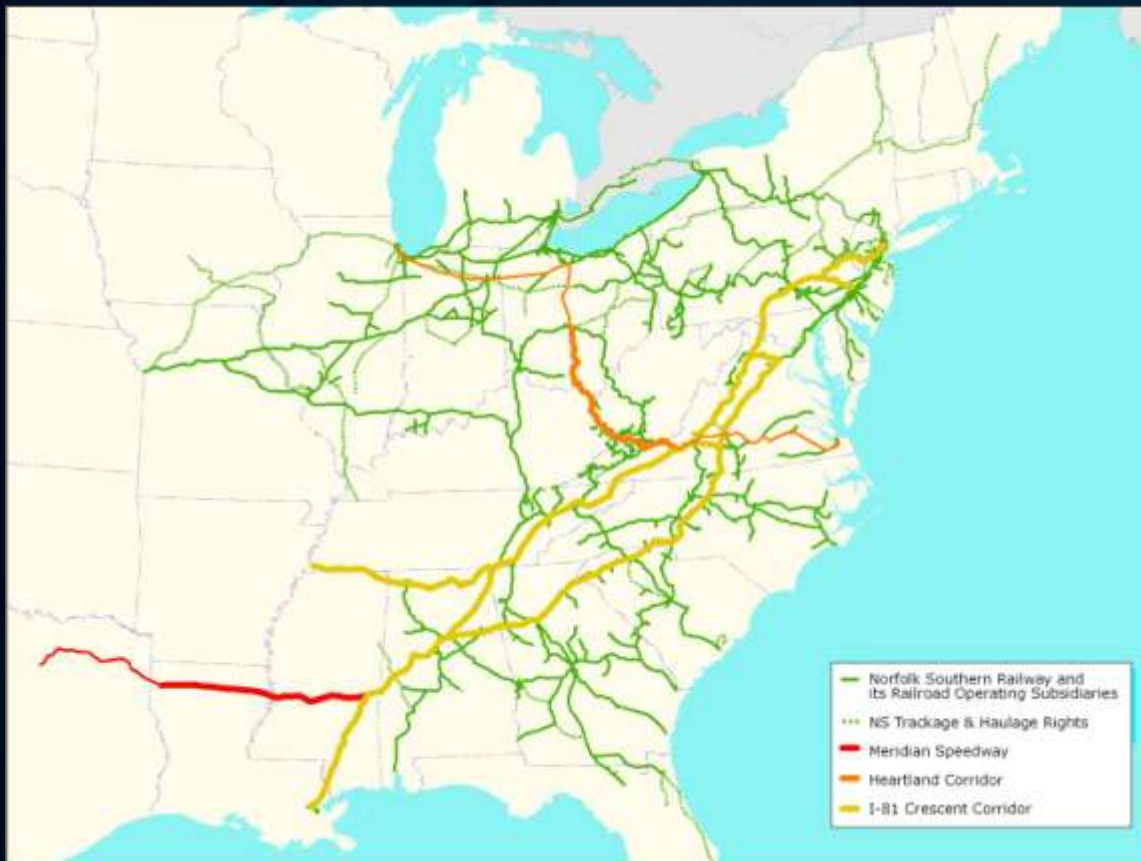 Norfolk Southern Railway and
its Railroad Operating Subsidiaries
NS Trackage & Haulage Rights
Meridian Speedway
Heartland Corridor
I-81 Crescent Corridor